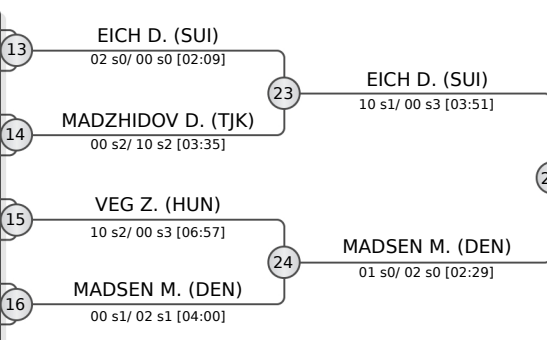 13
EICH D. (SUI)
02 s0/ 00 s0 [02:09]
23
EICH D. (SUI)
10 s1/ 00 s3 [03:51]
14
MADZHIDOV D. (TJK)
00 s2/ 10 s2 [03:35]
15
VEG Z. (HUN)
10 s2/ 00 s3 [06:57]
24
MADSEN M. (DEN)
01 s0/ 02 s0 [02:29]
16
MADSEN M. (DEN)
00 s1/ 02 s1 [04:00]